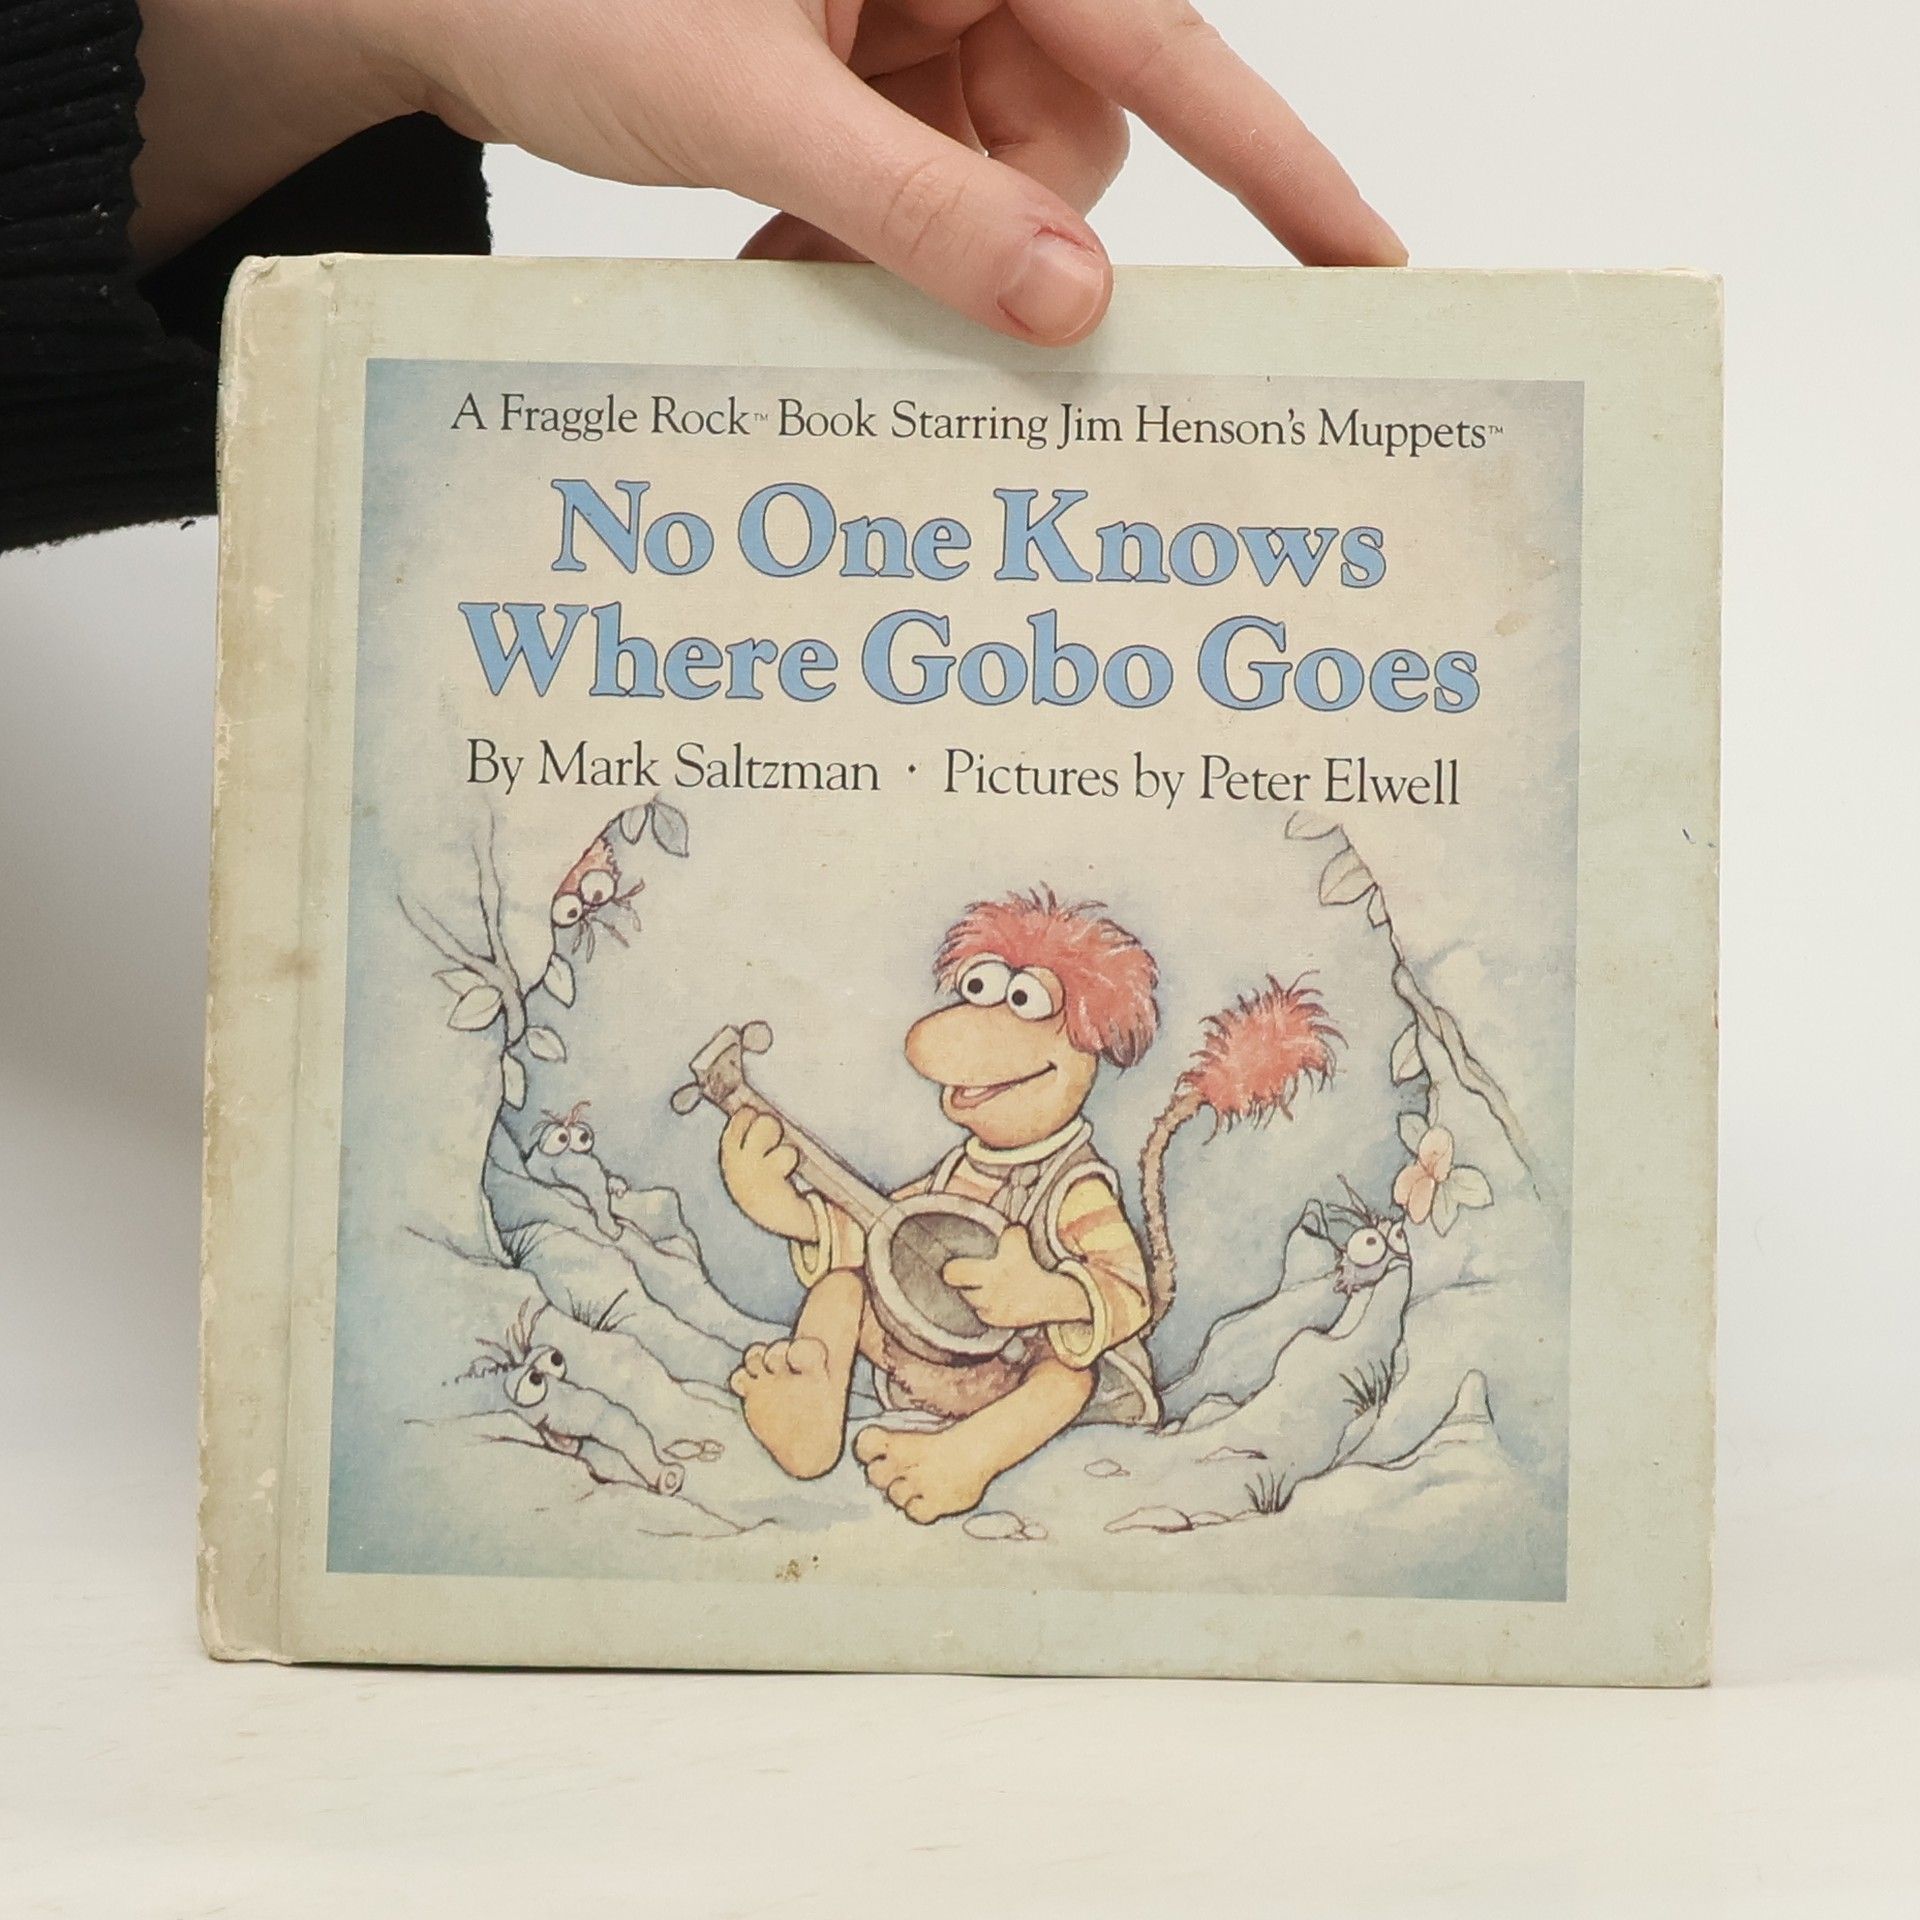 A Fraggle Rock™ Book Starring Jim Henson's Muppets™
No One Knows
Where Gobo Goes
By Mark Saltzman · Pictures by Peter Elwell